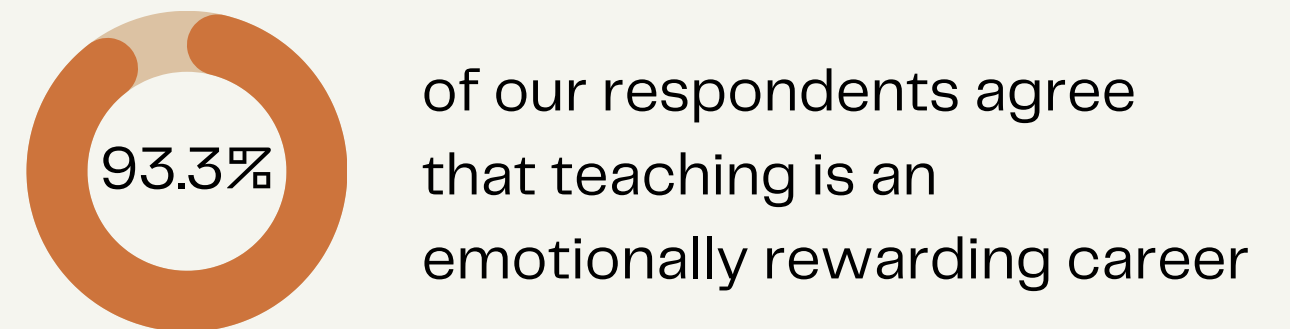 93.3%
of our respondents agree
that teaching is an
emotionally rewarding career